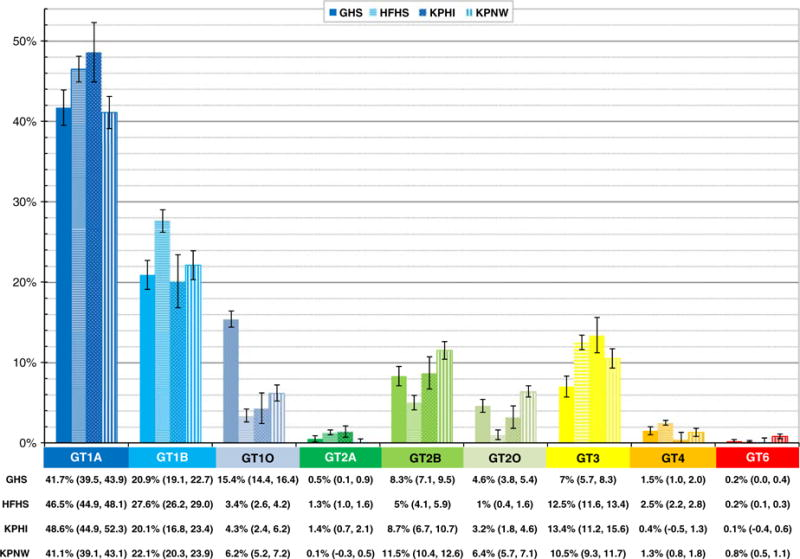 GHS HFHS KPHI KPNW
50%
40%
30%
20%
10%
0%
GT1A GT1B GT1O GT2A GT2B GT2O GT3 GT4 GT6
GHS 41.7% (39.5, 43.9) 20.9% (19.1, 22.7) 15.4% (14.4, 16.4) 0.5% (0.1, 0.9) 8.3% (7.1, 9.5) 4.6% (3.8, 5.4) 7% (5.7, 8.3) 1.5% (1.0, 2.0) 0.2% (0.0, 0.4)
HFHS 46.5% (44.9, 48.1) 27.6% (26.2, 29.0) 3.4% (2.6, 4.2) 1.3% (1.0, 1.6) 5% (4.1, 5.9) 1% (0.4, 1.6) 12.5% (11.6, 13.4) 2.5% (2.2, 2.8) 0.2% (0.1, 0.3)
KPHI 48.6% (44.9, 52.3) 20.1% (16.8, 23.4) 4.3% (2.4, 6.2) 1.4% (0.7, 2.1) 8.7% (6.7, 10.7) 3.2% (1.8, 4.6) 13.4% (11.2, 15.6) 0.4% (-0.5, 1.3) 0.1% (-0.4, 0.6)
KPNW 41.1% (39.1, 43.1) 22.1% (20.3, 23.9) 6.2% (5.2, 7.2) 0.1% (-0.3, 0.5) 11.5% (10.4, 12.6) 6.4% (5.7, 7.1) 10.5% (9.3, 11.7) 1.3% (0.8, 1.8) 0.8% (0.5, 1.1)